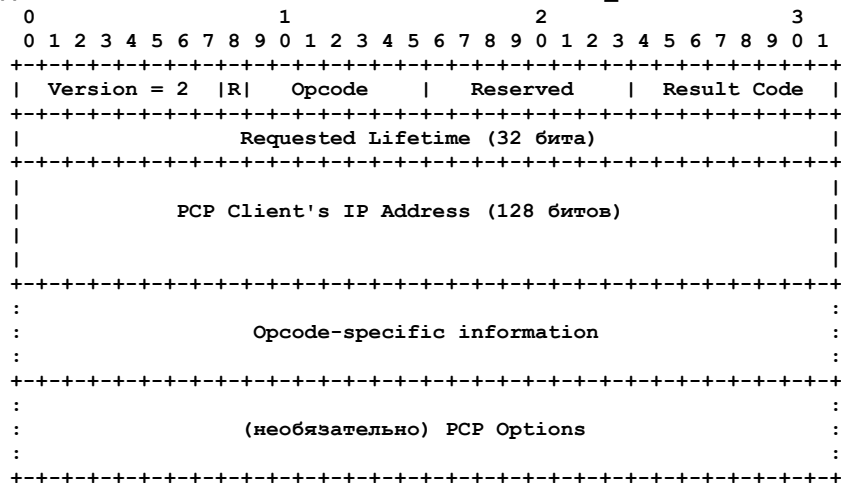 0                   1                   2                   3
0 1 2 3 4 5 6 7 8 9 0 1 2 3 4 5 6 7 8 9 0 1 2 3 4 5 6 7 8 9 0 1
+-+-+-+-+-+-+-+-+-+-+-+-+-+-+-+-+-+-+-+-+-+-+-+-+-+-+-+-+-+-+-+-+
|  Version = 2  |R|   Opcode    |   Reserved    |  Result Code  |
+-+-+-+-+-+-+-+-+-+-+-+-+-+-+-+-+-+-+-+-+-+-+-+-+-+-+-+-+-+-+-+-+
|                 Requested Lifetime (32 бита)                  |
+-+-+-+-+-+-+-+-+-+-+-+-+-+-+-+-+-+-+-+-+-+-+-+-+-+-+-+-+-+-+-+-+
|                                                               |
|            PCP Client's IP Address (128 битов)                |
|                                                               |
|                                                               |
+-+-+-+-+-+-+-+-+-+-+-+-+-+-+-+-+-+-+-+-+-+-+-+-+-+-+-+-+-+-+-+-+
:                                                               :
:                  Opcode-specific information                  :
:                                                               :
+-+-+-+-+-+-+-+-+-+-+-+-+-+-+-+-+-+-+-+-+-+-+-+-+-+-+-+-+-+-+-+-+
:                                                               :
:                 (необязательно) PCP Options                   :
:                                                               :
+-+-+-+-+-+-+-+-+-+-+-+-+-+-+-+-+-+-+-+-+-+-+-+-+-+-+-+-+-+-+-+-+